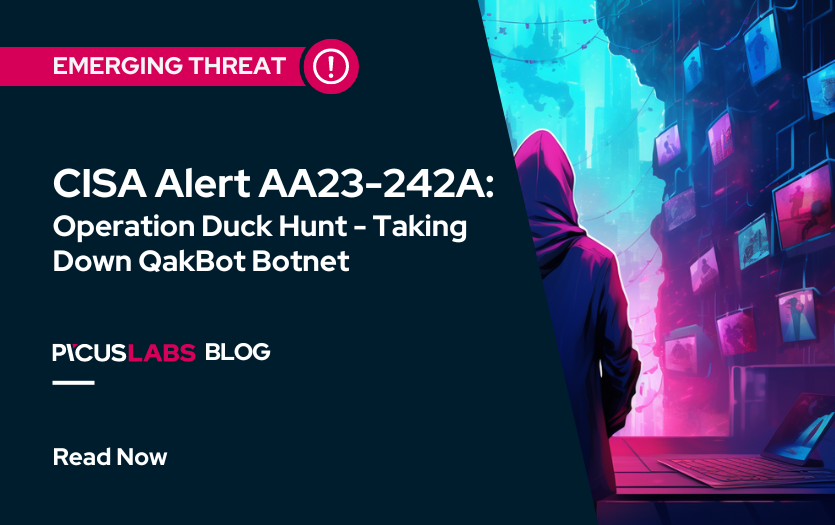 EMERGING THREAT
CISA Alert AA23-242A:
Operation Duck Hunt - Taking
Down QakBot Botnet
PICUSLABS BLOG
Read Now